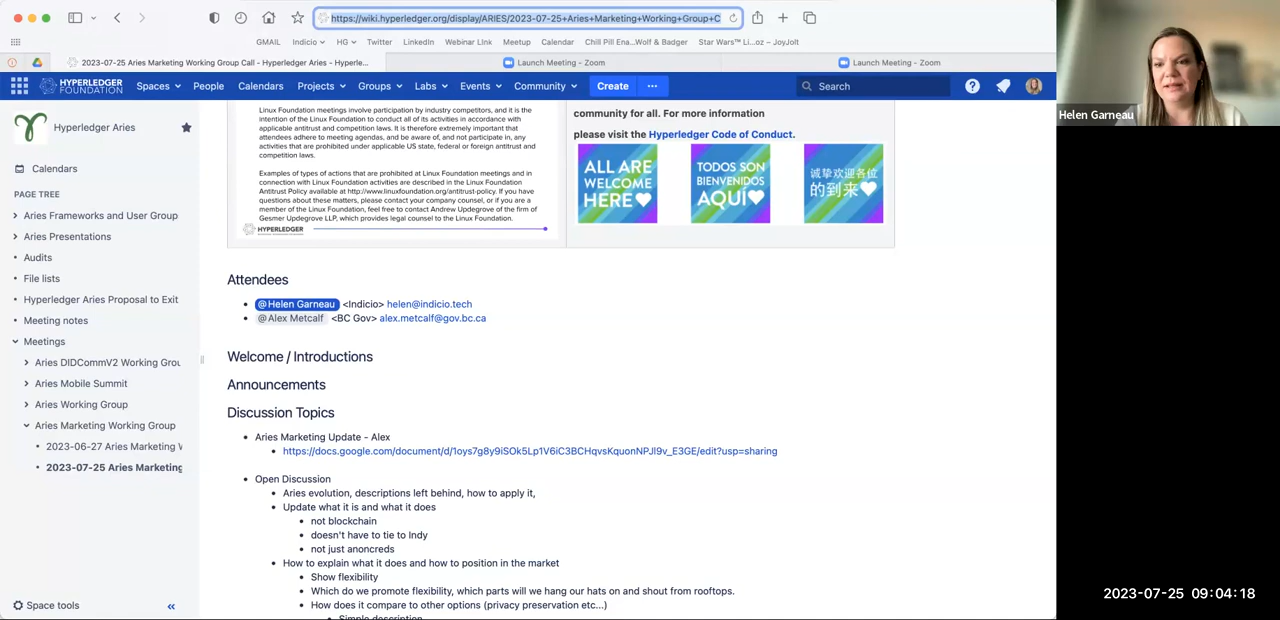 https://wiki.hyperledger.org/display/ARIES/2023-07-25+Aries+Marketing+Working+Group+C
GMAIL Indicio HG Twitter LinkedIn Webinar Link Meetup Calendar Chill Pill Ena...Wolf & Badger Star Wars™ Li...oz – JoyJolt
2023-07-25 Aries Marketing Working Group Call - Hyperledger Aries - Hyperle... Launch Meeting - Zoom Launch Meeting - Zoom
HYPERLEDGER FOUNDATION Spaces People Calendars Projects Groups Labs Events Community Create ··· Search
Helen Garneau
Hyperledger Aries
Calendars
PAGE TREE
Aries Frameworks and User Group
Aries Presentations
Audits
File lists
Hyperledger Aries Proposal to Exit
Meeting notes
Meetings
Aries DIDCommV2 Working Grou
Aries Mobile Summit
Aries Working Group
Aries Marketing Working Group
2023-06-27 Aries Marketing W
2023-07-25 Aries Marketing
Space tools «
Linux Foundation meetings involve participation by industry competitors, and it is the
intention of the Linux Foundation to conduct all of its activities in accordance with
applicable antitrust and competition laws. It is therefore extremely important that
attendees adhere to meeting agendas, and be aware of, and not participate in, any
activities that are prohibited under applicable US state, federal or foreign antitrust and
competition laws.
Examples of types of actions that are prohibited at Linux Foundation meetings and in
connection with Linux Foundation activities are described in the Linux Foundation
Antitrust Policy available at http://www.linuxfoundation.org/antitrust-policy. If you have
questions about these matters, please contact your company counsel, or if you are a
member of the Linux Foundation, feel free to contact Andrew Updegrove of the firm of
Gesmer Updegrove LLP, which provides legal counsel to the Linux Foundation.
HYPERLEDGER
community for all. For more information
please visit the Hyperledger Code of Conduct.
ALL ARE
WELCOME
HERE
TODOS SON
BIENVENIDOS
AQUÍ
诚挚欢迎各位
的到来
Attendees
@Helen Garneau <Indicio> helen@indicio.tech
@Alex Metcalf <BC Gov> alex.metcalf@gov.bc.ca
Welcome / Introductions
Announcements
Discussion Topics
Aries Marketing Update - Alex
https://docs.google.com/document/d/1oys7g8y9iSOk5Lp1V6iC3BCHqvsKquonNPJl9v_E3GE/edit?usp=sharing
Open Discussion
Aries evolution, descriptions left behind, how to apply it,
Update what it is and what it does
not blockchain
doesn't have to tie to Indy
not just anoncreds
How to explain what it does and how to position in the market
Show flexibility
Which do we promote flexibility, which parts will we hang our hats on and shout from rooftops.
How does it compare to other options (privacy preservation etc...)
Simple description
2023-07-25 09:04:18